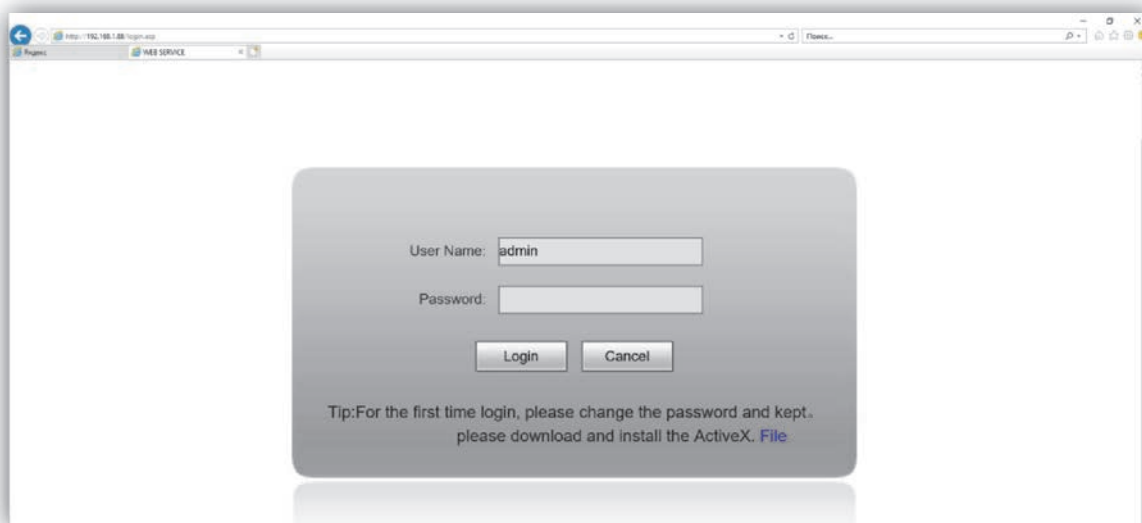 http://192.168.1.88/login.asp
Поиск...
Яндекс
WEB SERVICE
User Name:
admin
Password:
Login
Cancel
Tip:For the first time login, please change the password and kept.
please download and install the ActiveX. File